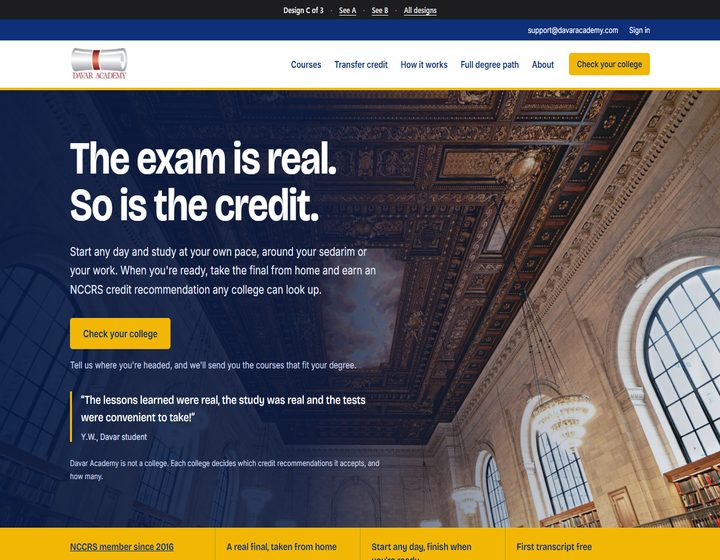 Design C of 3 · See A · See B · All designs
support@davaracademy.com Sign in
DAVAR ACADEMY
Courses Transfer credit How it works Full degree path About Check your college
The exam is real.
So is the credit.
Start any day and study at your own pace, around your sedarim or
your work. When you're ready, take the final from home and earn an
NCCRS credit recommendation any college can look up.
Check your college
Tell us where you're headed, and we'll send you the courses that fit your degree.
“The lessons learned were real, the study was real and the tests
were convenient to take!”
Y.W., Davar student
Davar Academy is not a college. Each college decides which credit recommendations it accepts, and
how many.
NCCRS member since 2016
A real final, taken from home
Start any day, finish when
you're ready
First transcript free